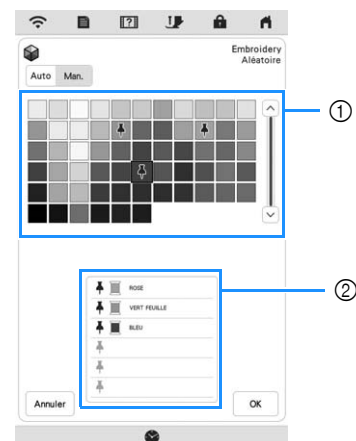 Embroidery
Aléatoire
Auto Man.
①
ROSE
VERT FEUILLE
BLEU
②
Annuler OK